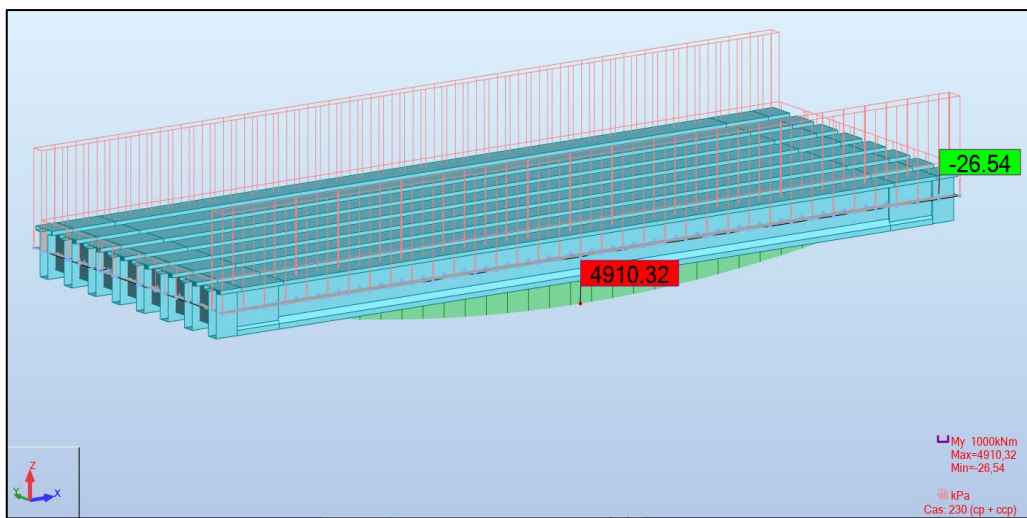 -26.54
4910.32
My 1000kNm
Max=4910,32
Min=-26,54
kPa
Cas: 230 (cp + ccp)
Z
Y
X